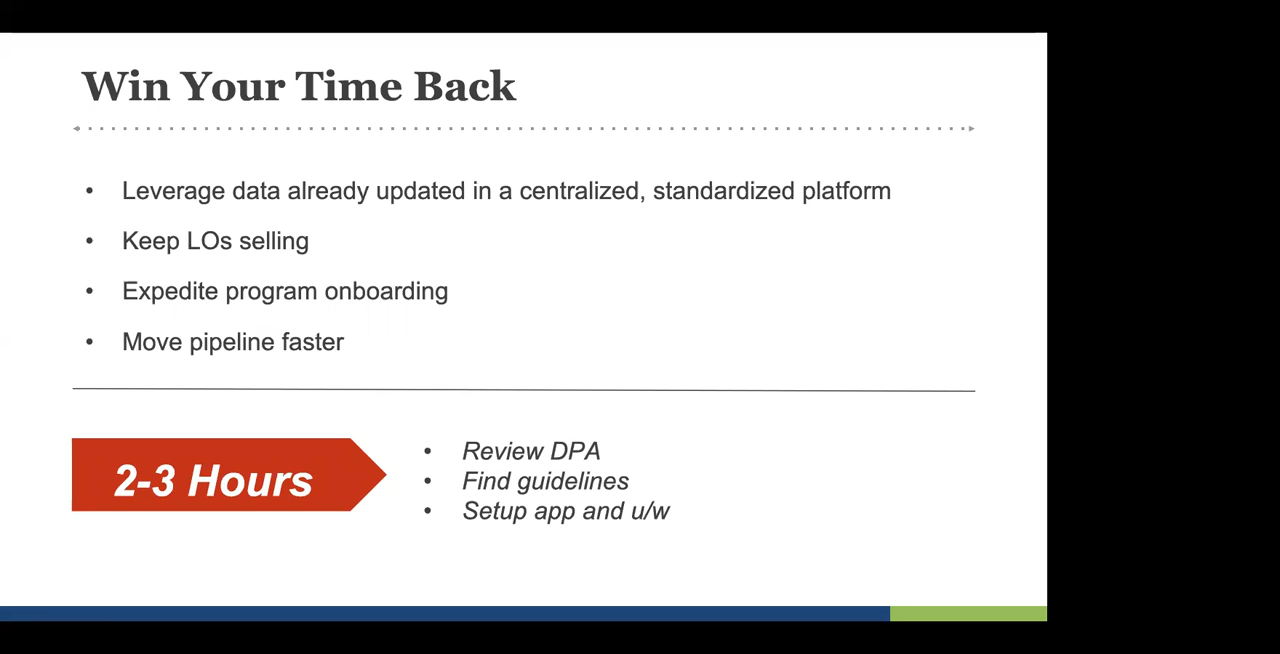 Win Your Time Back
• Leverage data already updated in a centralized, standardized platform
• Keep LOs selling
• Expedite program onboarding
• Move pipeline faster
2-3 Hours
• Review DPA
• Find guidelines
• Setup app and u/w